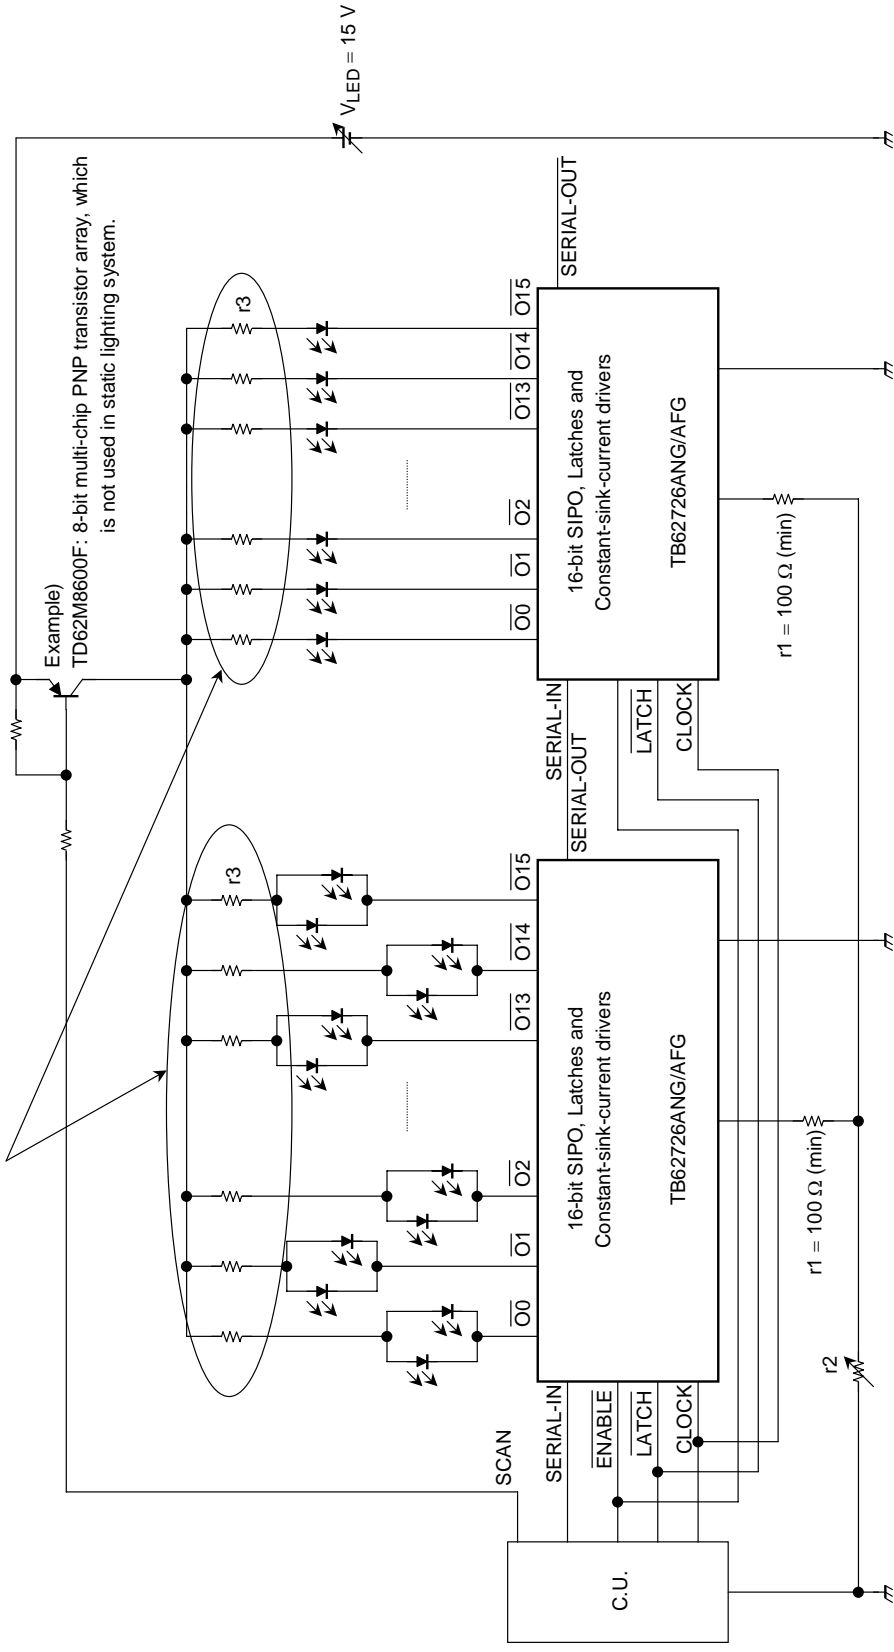 VLED = 15 V
Example)
TD62M8600F: 8-bit multi-chip PNP transistor array, which
is not used in static lighting system.
r3
r3
O0
O1
O2
O13
O14
O15
O0
O1
O2
O13
O14
O15
SCAN
SERIAL-IN
ENABLE
LATCH
CLOCK
C.U.
16-bit SIPO, Latches and
Constant-sink-current drivers
TB62726ANG/AFG
SERIAL-OUT
SERIAL-IN
LATCH
CLOCK
16-bit SIPO, Latches and
Constant-sink-current drivers
TB62726ANG/AFG
SERIAL-OUT
r1 = 100 Ω (min)
r1 = 100 Ω (min)
r2